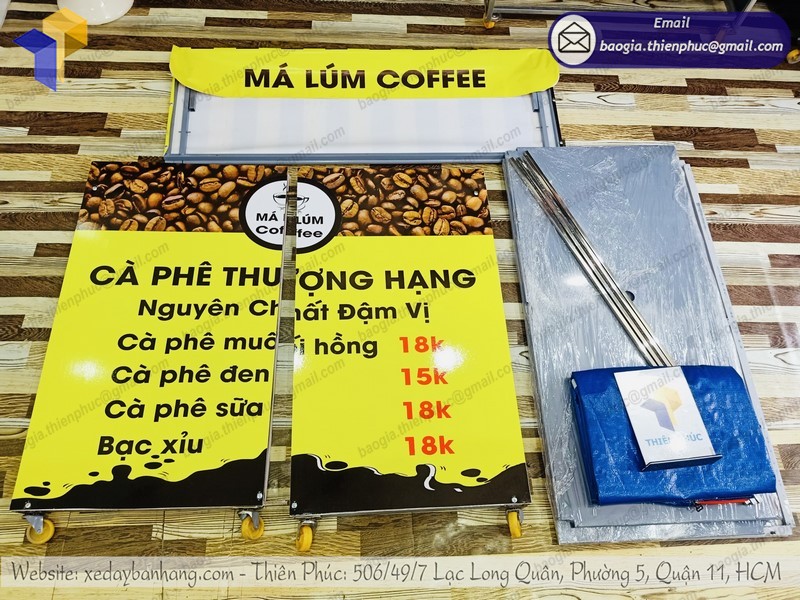 Email
baogia.thienphuc@gmail.com
MÁ LÚM COFFEE
MÁ LÚM
Coffee
CÀ PHÊ THƯỢNG HẠNG
Nguyên Chất Đậm Vị
Cà phê muối hồng 18k
Cà phê đen 15k
Cà phê sữa 18k
Bạc xỉu 18k
THIÊN PHÚC
Website: xedaybanhang.com - Thiên Phúc: 506/49/7 Lạc Long Quân, Phường 5, Quận 11, HCM